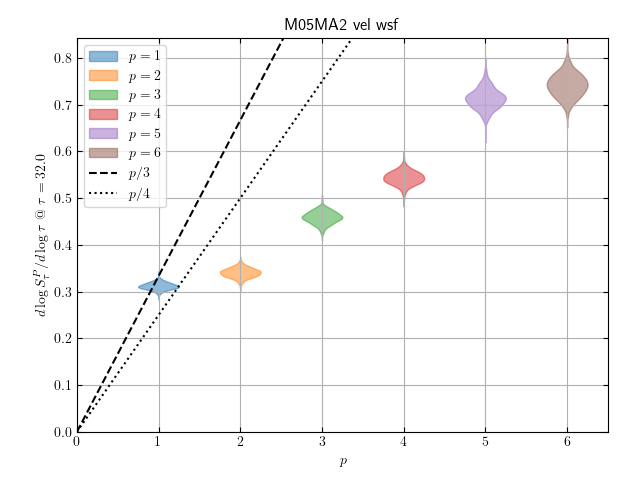 M05MA2 vel wsf
d log S_τ^P / d log τ @ τ = 32.0
0.8
0.7
0.6
0.5
0.4
0.3
0.2
0.1
0.0
p = 1
p = 2
p = 3
p = 4
p = 5
p = 6
p/3
p/4
0 1 2 3 4 5 6
p